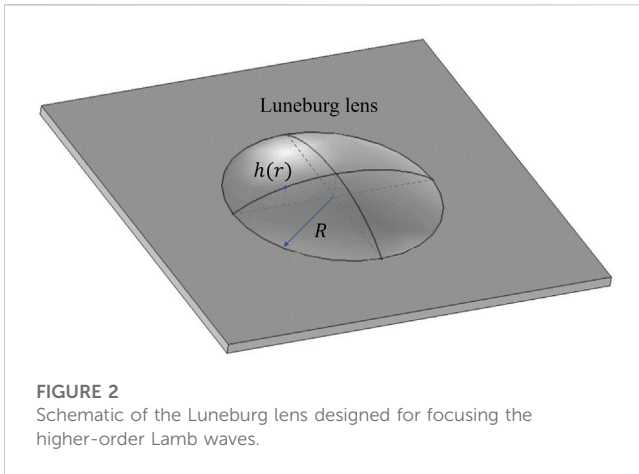 Luneburg lens
h(r)
R
FIGURE 2
Schematic of the Luneburg lens designed for focusing the
higher-order Lamb waves.